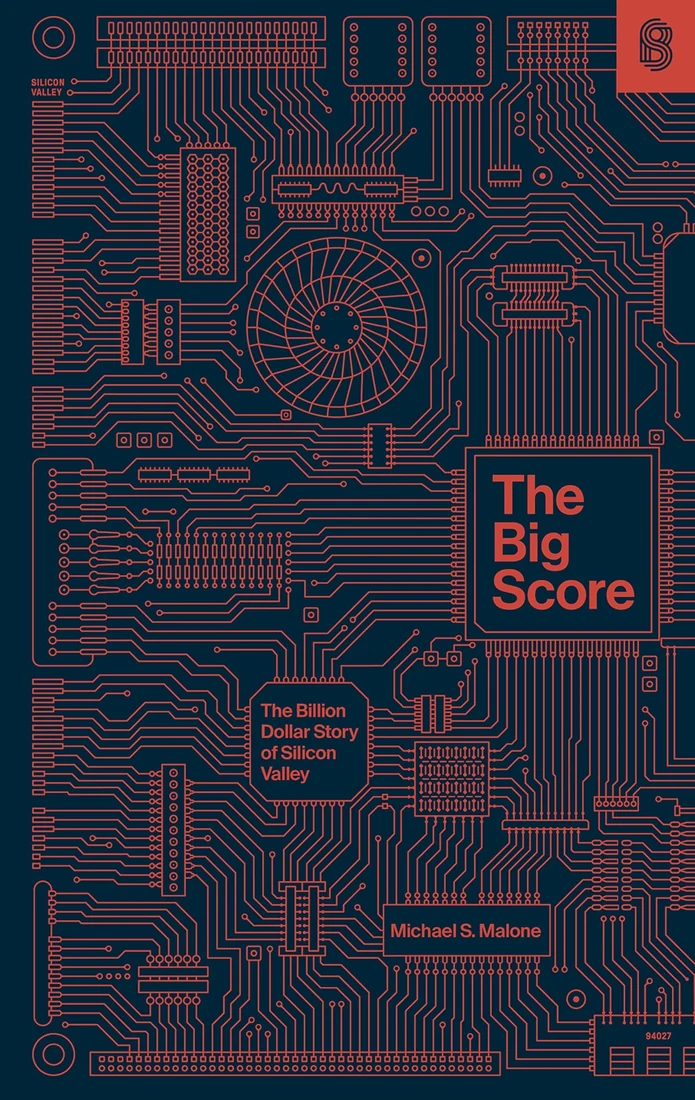 SILICON
VALLEY
The
Big
Score
The Billion
Dollar Story
of Silicon
Valley
Michael S. Malone
94027